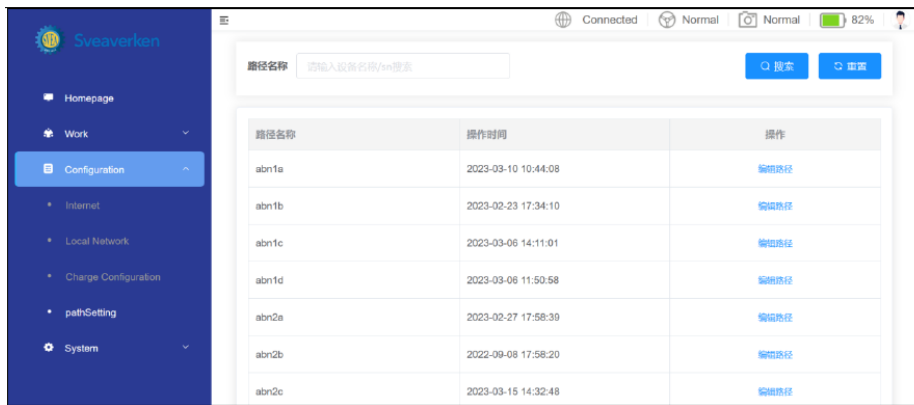 Sveaverken
Connected Normal Normal 82%
Homepage
Work
Configuration
Internet
Local Network
Charge Configuration
pathSetting
System
路径名称 请输入设备名称/sn搜索 搜索 重置
路径名称 操作时间 操作
abn1a 2023-03-10 10:44:08 编辑路径
abn1b 2023-02-23 17:34:10 编辑路径
abn1c 2023-03-06 14:11:01 编辑路径
abn1d 2023-03-06 11:50:58 编辑路径
abn2a 2023-02-27 17:58:39 编辑路径
abn2b 2022-09-08 17:58:20 编辑路径
abn2c 2023-03-15 14:32:48 编辑路径